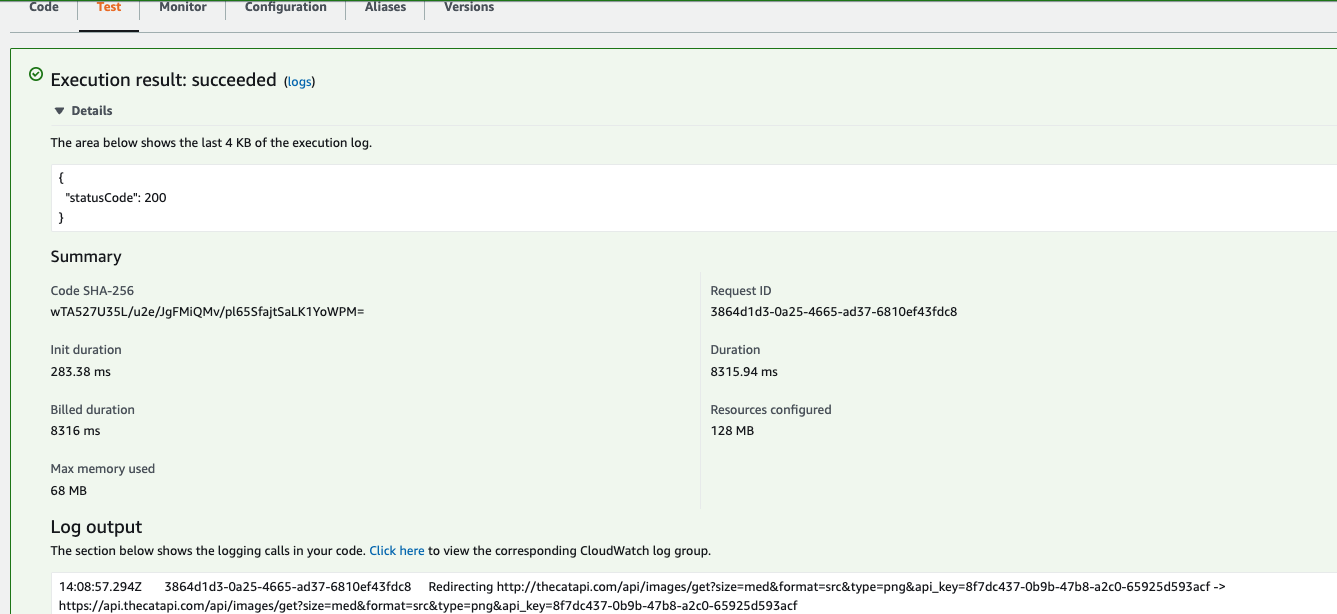 Code Test Monitor Configuration Aliases Versions
Execution result: succeeded (logs)
▼ Details
The area below shows the last 4 KB of the execution log.
{
"statusCode": 200
}
Summary
Code SHA-256
wTA527U35L/u2e/JgFMiQMv/pl65SfajtSaLK1YoWPM=
Request ID
3864d1d3-0a25-4665-ad37-6810ef43fdc8
Init duration
283.38 ms
Duration
8315.94 ms
Billed duration
8316 ms
Resources configured
128 MB
Max memory used
68 MB
Log output
The section below shows the logging calls in your code. Click here to view the corresponding CloudWatch log group.
14:08:57.294Z 3864d1d3-0a25-4665-ad37-6810ef43fdc8 Redirecting http://thecatapi.com/api/images/get?size=med&format=src&type=png&api_key=8f7dc437-0b9b-47b8-a2c0-65925d593acf ->
https://api.thecatapi.com/api/images/get?size=med&format=src&type=png&api_key=8f7dc437-0b9b-47b8-a2c0-65925d593acf